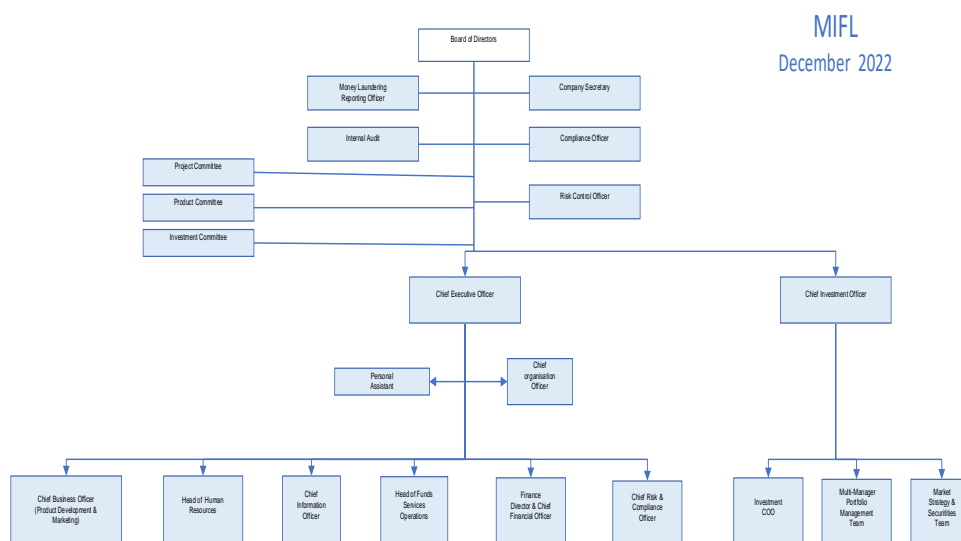 MIFL
December 2022
Board of Directors
Money Laundering
Reporting Officer
Company Secretary
Internal Audit
Compliance Officer
Project Committee
Product Committee
Risk Control Officer
Investment Committee
Chief Executive Officer
Chief Investment Officer
Personal
Assistant
Chief
organisation
Officer
Chief Business Officer
(Product Development &
Marketing)
Head of Human
Resources
Chief
Information
Officer
Head of Funds
Services
Operations
Finance
Director & Chief
Financial Officer
Chief Risk &
Compliance
Officer
Investment
COO
Multi-Manager
Portfolio
Management
Team
Market
Strategy &
Securitities
Team